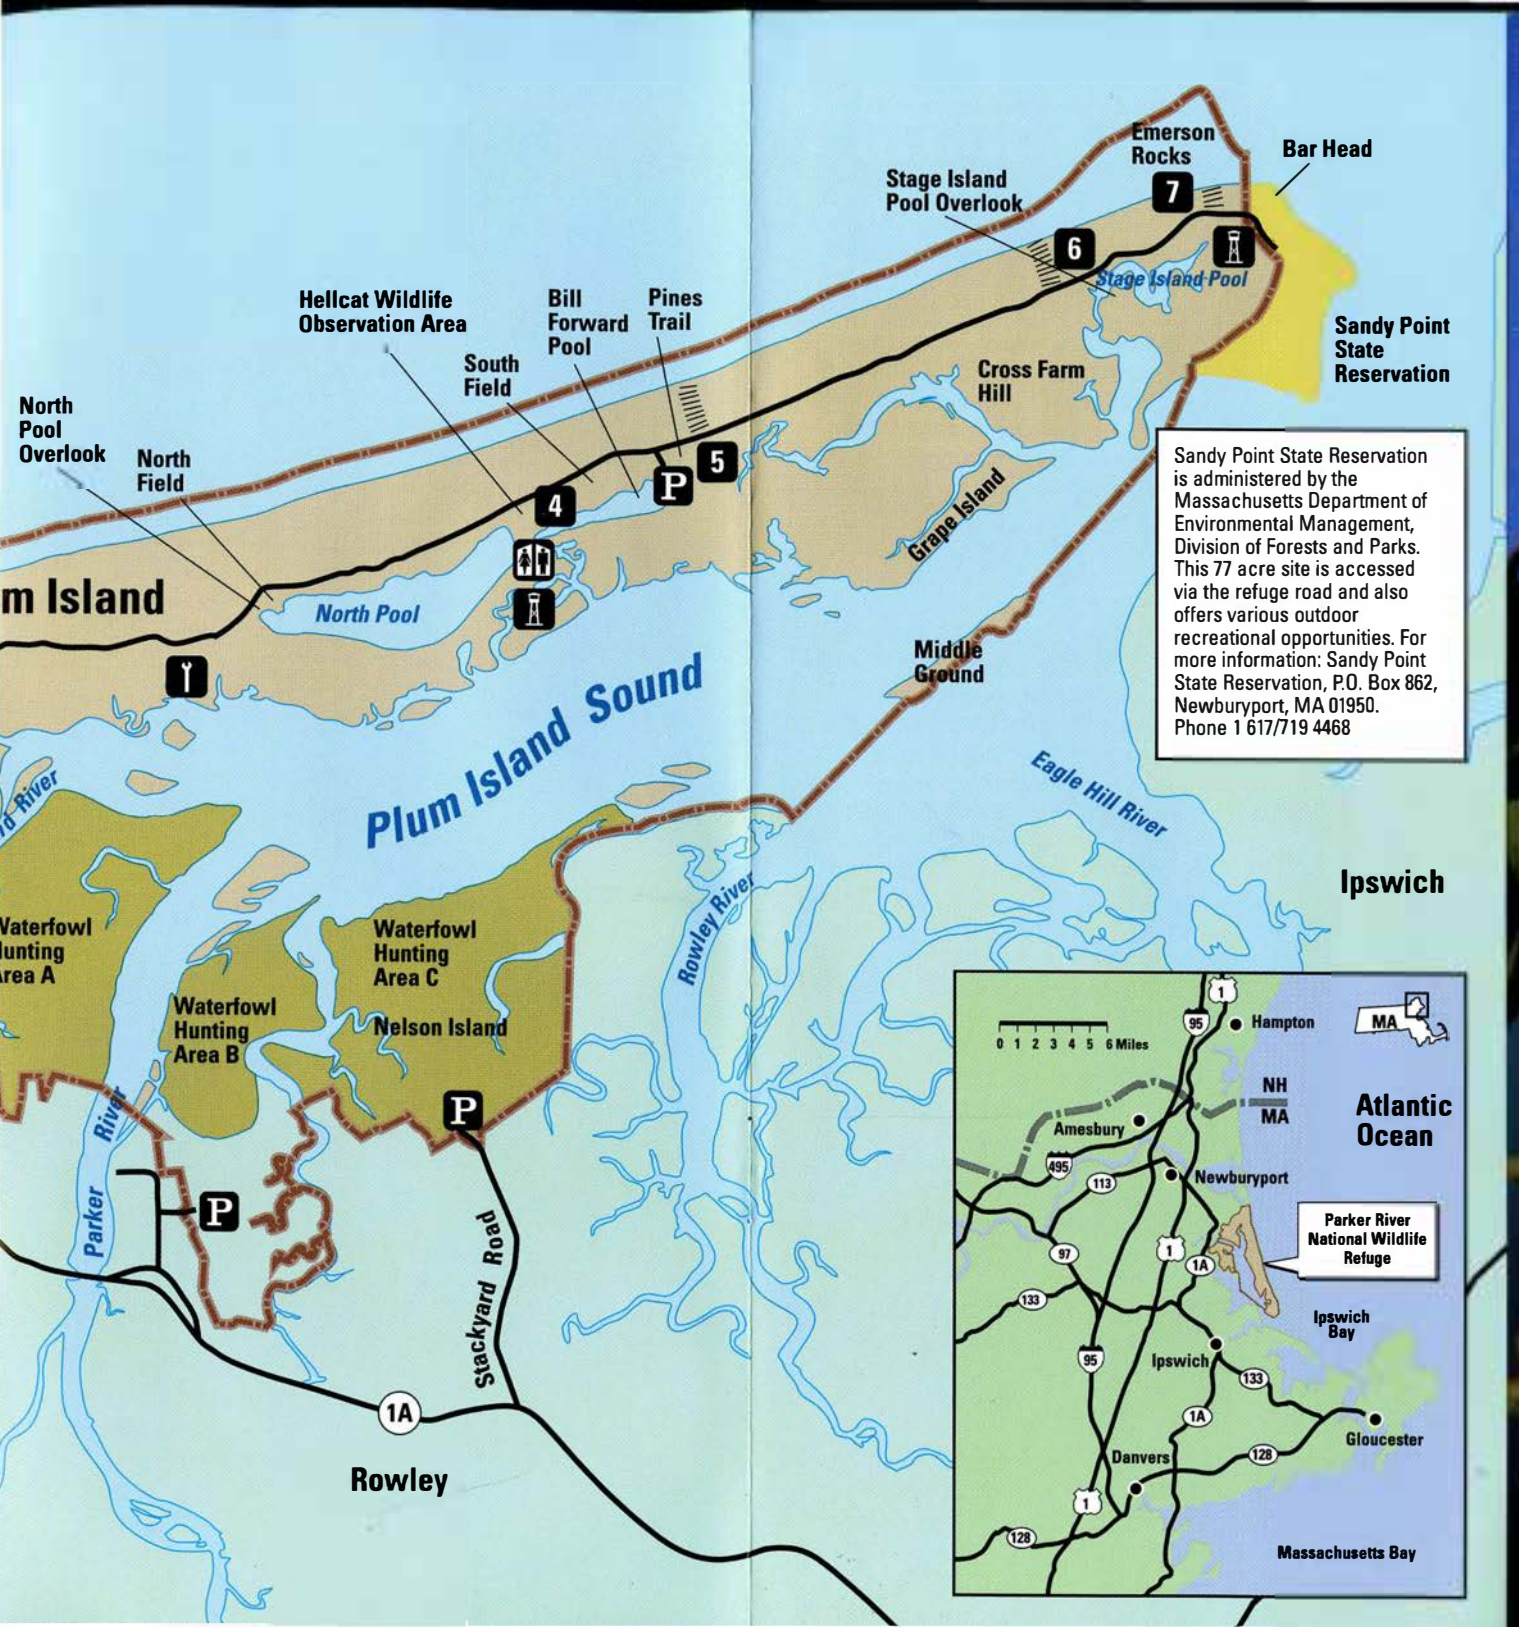 Emerson
Rocks
7
Bar Head
Stage Island
Pool Overlook
6
Stage Island Pool
Hellcat Wildlife
Observation Area
Bill
Forward
Pool
Pines
Trail
South
Field
Sandy Point
State
Reservation
Cross Farm
Hill
North
Pool
Overlook
North
Field
5
P
4
Grape Island
m Island
North Pool
Middle
Ground
Plum Island Sound
Sandy Point State Reservation
is administered by the
Massachusetts Department of
Environmental Management,
Division of Forests and Parks.
This 77 acre site is accessed
via the refuge road and also
offers various outdoor
recreational opportunities. For
more information: Sandy Point
State Reservation, P.O. Box 862,
Newburyport, MA 01950.
Phone 1 617/719 4468
River
Eagle Hill River
Ipswich
Rowley River
Waterfowl
Hunting
Area A
Waterfowl
Hunting
Area B
Waterfowl
Hunting
Area C
Nelson Island
P
Parker River
P
Stackyard Road
1A
Rowley
0 1 2 3 4 5 6 Miles
1
95
Hampton
MA
NH
MA
Atlantic
Ocean
Amesbury
495
113
Newburyport
Parker River
National Wildlife
Refuge
97
1
1A
133
Ipswich
Bay
95
Ipswich
133
1A
Gloucester
Danvers
128
1
128
Massachusetts Bay